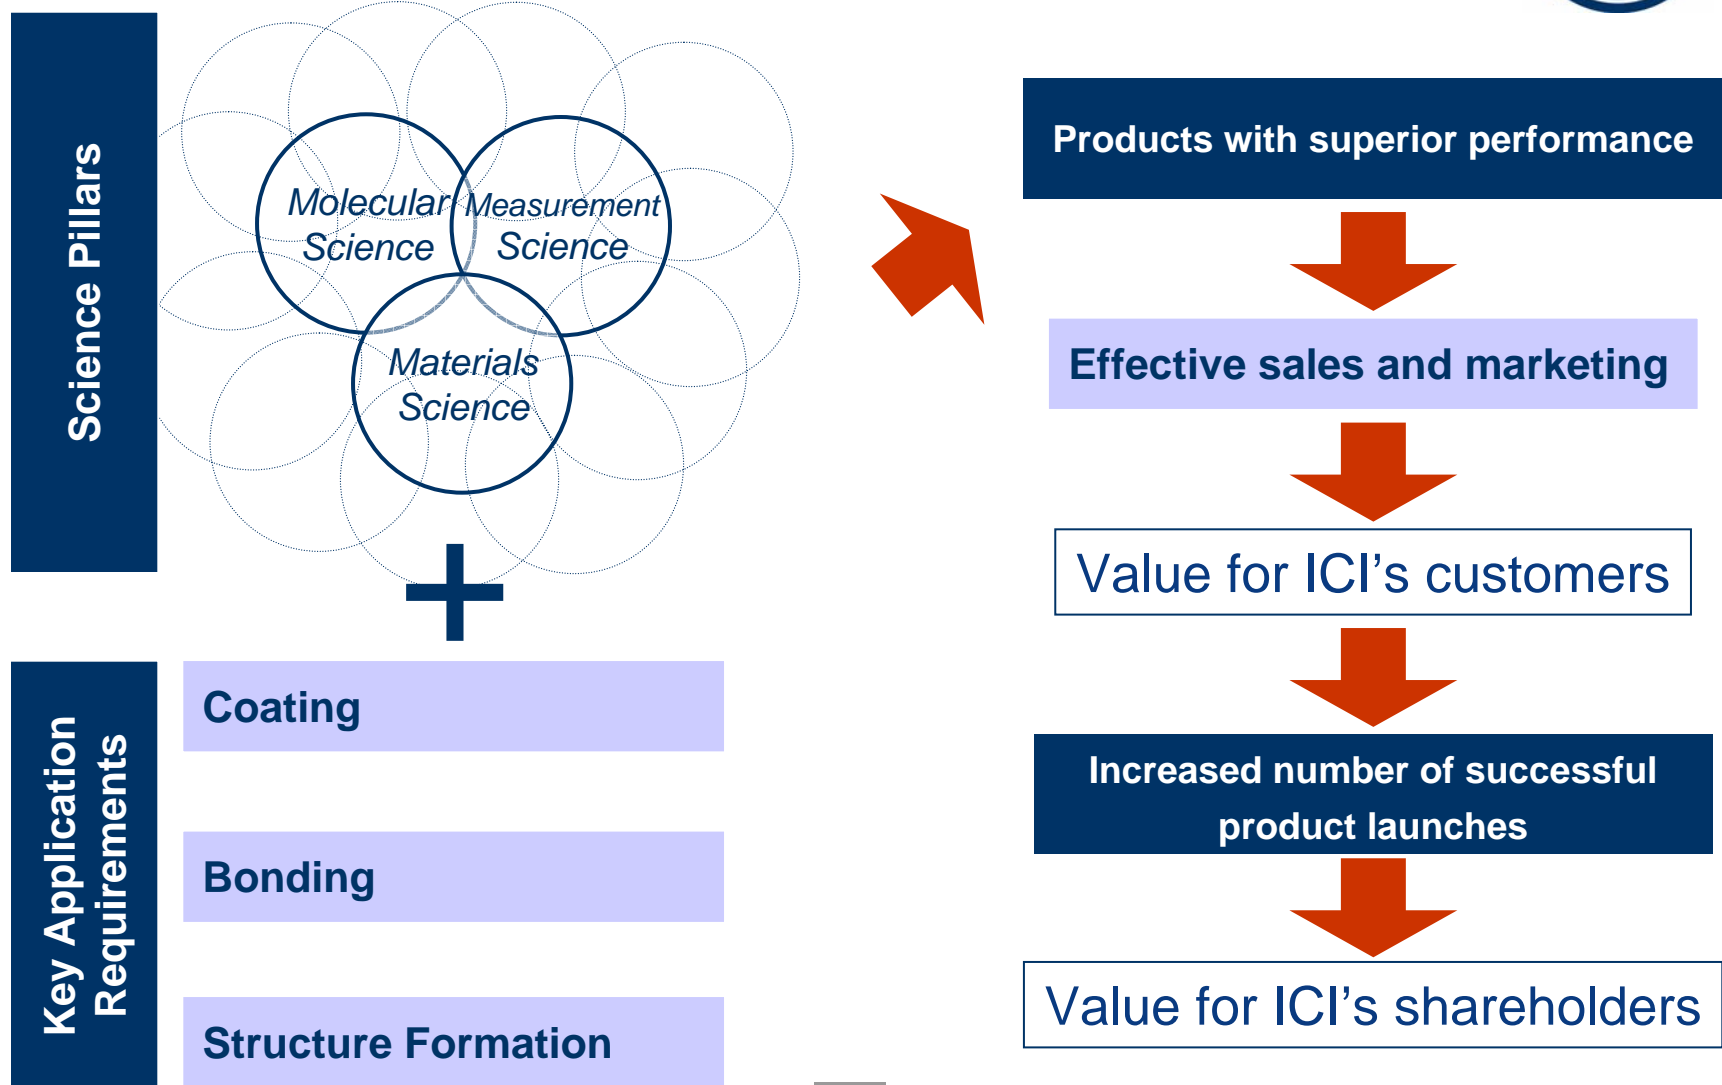 Science Pillars
Molecular
Science
Measurement
Science
Materials
Science
+
Key Application
Requirements
Coating
Bonding
Structure Formation
Products with superior performance
Effective sales and marketing
Value for ICI’s customers
Increased number of successful
product launches
Value for ICI’s shareholders